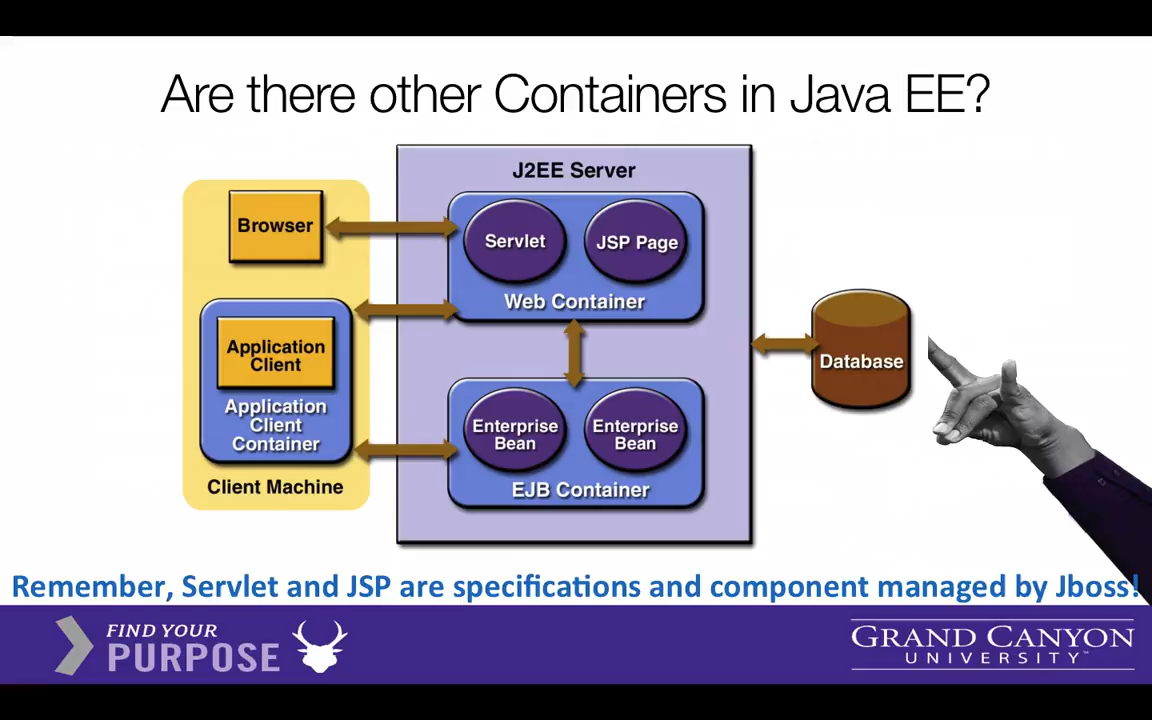 Are there other Containers in Java EE?
J2EE Server
Browser
Servlet
JSP Page
Web Container
Application
Client
Application
Client
Container
Client Machine
Enterprise
Bean
Enterprise
Bean
EJB Container
Database
Remember, Servlet and JSP are specifications and component managed by Jboss!
FIND YOUR
PURPOSE
GRAND CANYON
UNIVERSITY™